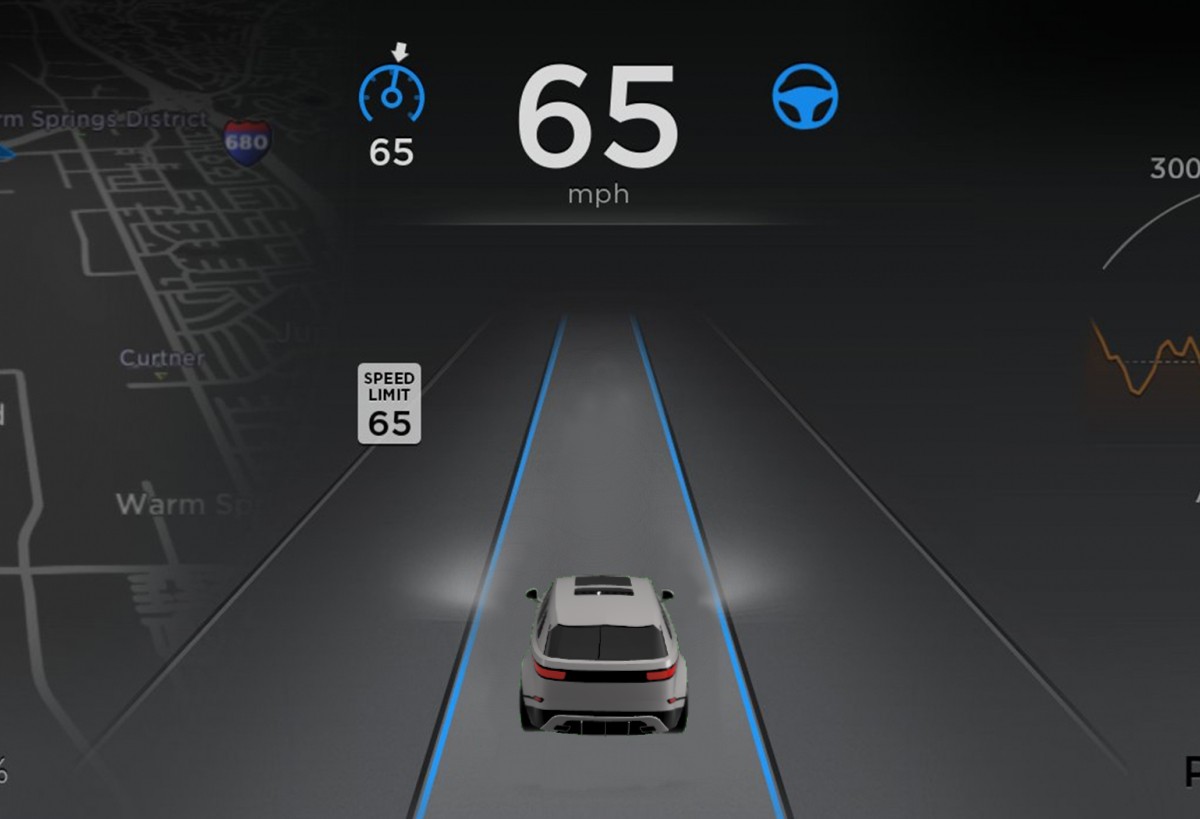 65
mph
65
300
rm Springs District
680
Curtner
SPEED
LIMIT
65
Warm Sp
%